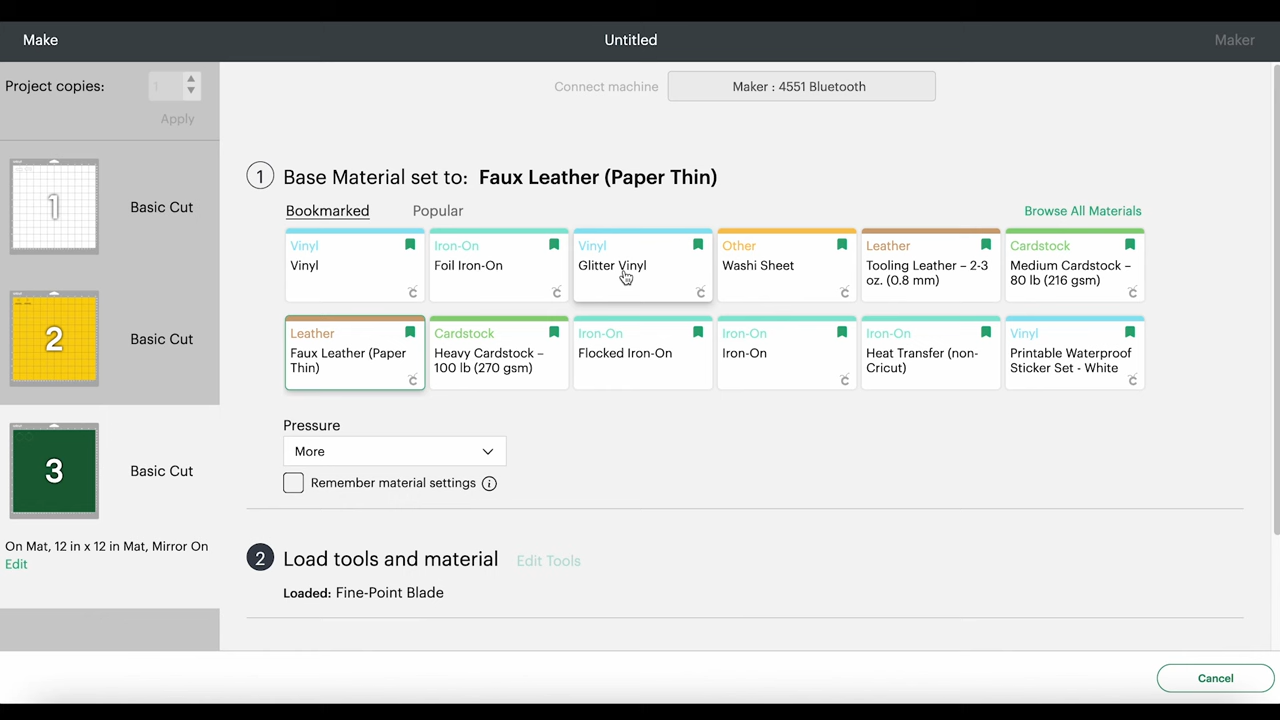 Make
Untitled
Maker
Project copies:
1
Apply
Connect machine
Maker : 4551 Bluetooth
1
Basic Cut
2
Basic Cut
3
Basic Cut
On Mat, 12 in x 12 in Mat, Mirror On
Edit
1 Base Material set to: Faux Leather (Paper Thin)
Bookmarked
Popular
Browse All Materials
Vinyl
Vinyl
Iron-On
Foil Iron-On
Vinyl
Glitter Vinyl
Other
Washi Sheet
Leather
Tooling Leather – 2-3
oz. (0.8 mm)
Cardstock
Medium Cardstock –
80 lb (216 gsm)
Leather
Faux Leather (Paper
Thin)
Cardstock
Heavy Cardstock –
100 lb (270 gsm)
Iron-On
Flocked Iron-On
Iron-On
Iron-On
Iron-On
Heat Transfer (non-
Cricut)
Vinyl
Printable Waterproof
Sticker Set - White
Pressure
More
Remember material settings
2 Load tools and material
Edit Tools
Loaded: Fine-Point Blade
Cancel